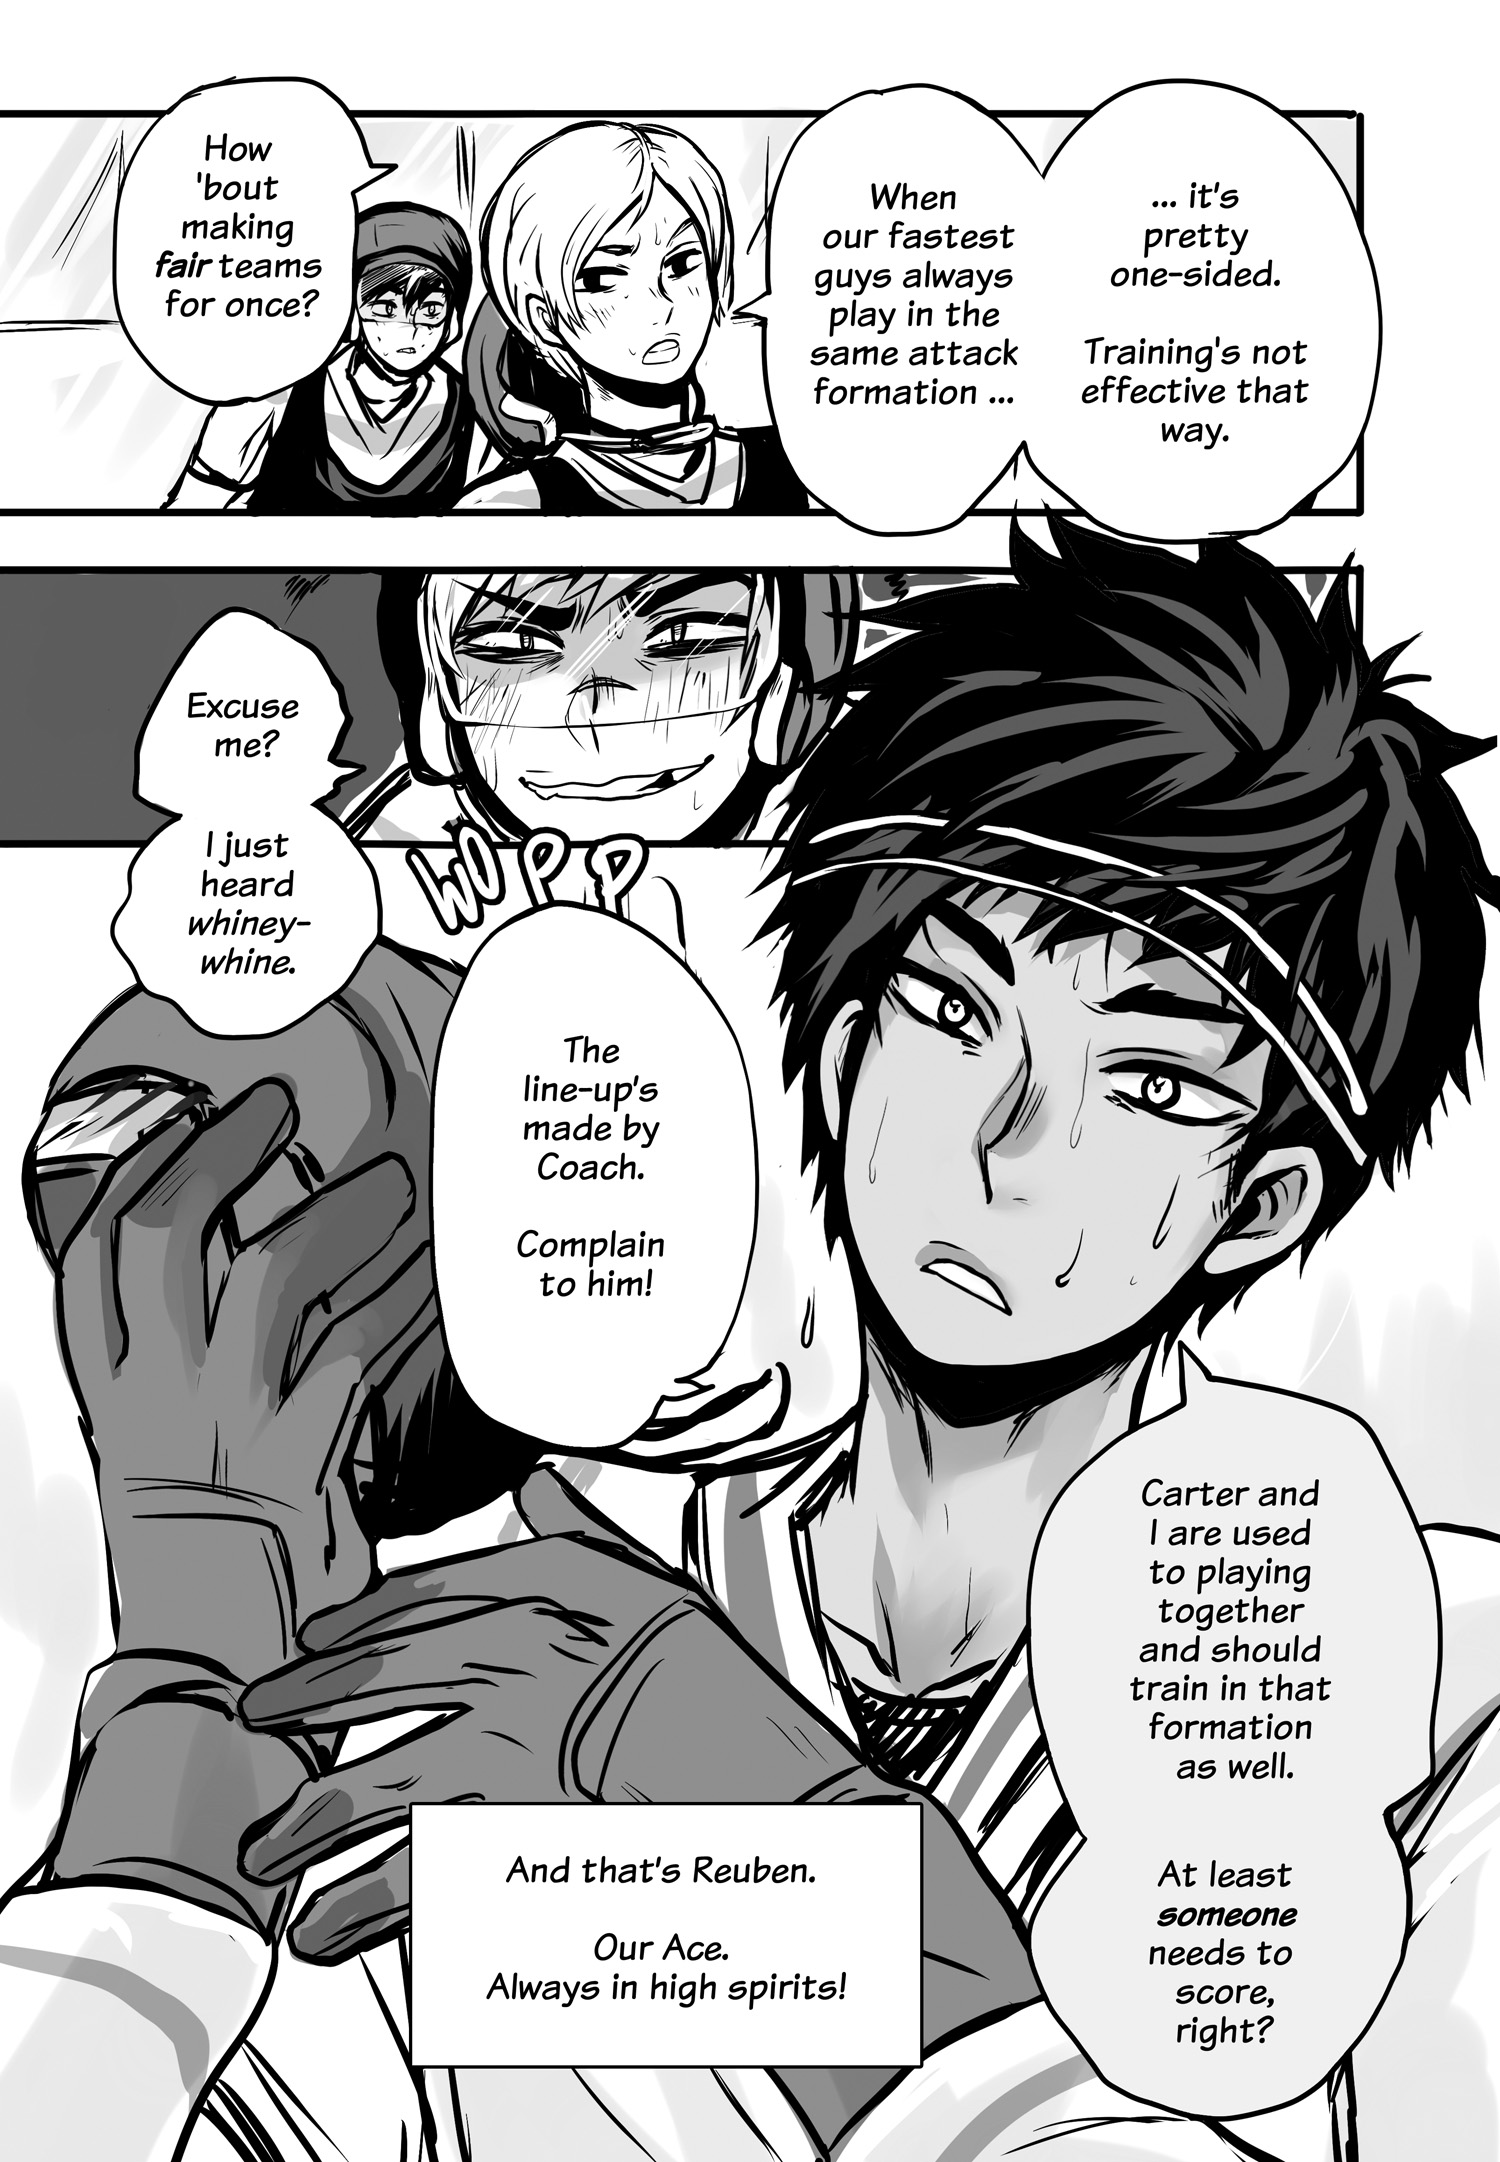 How
'bout
making
fair teams
for once?
When
our fastest
guys always
play in the
same attack
formation ...
... it's
pretty
one-sided.
Training's not
effective that
way.
Excuse
me?
I just
heard
whiney-
whine.
WOPP
The
line-up's
made by
Coach.
Complain
to him!
Carter and
I are used
to playing
together
and should
train in that
formation
as well.
At least
someone
needs to
score,
right?
And that's Reuben.
Our Ace.
Always in high spirits!